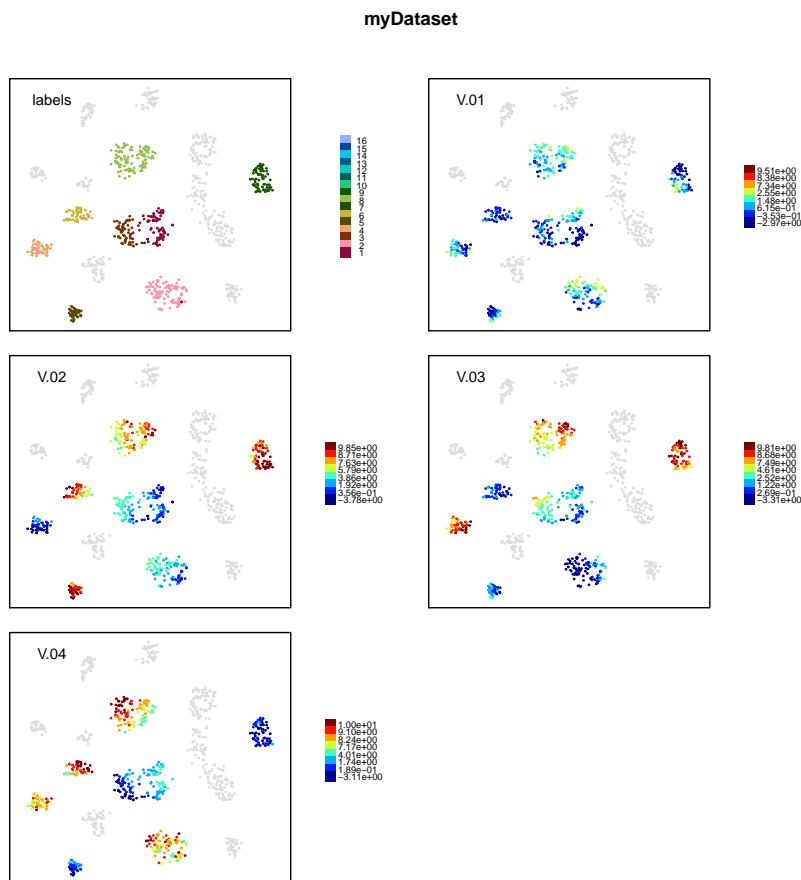 myDataset
labels
16
15
14
13
12
11
10
9
8
7
6
5
4
3
2
1
V.01
9.51e+00
8.38e+00
7.34e+00
2.55e+00
1.48e+00
6.15e−01
−3.53e−01
−2.97e+00
V.02
9.85e+00
8.71e+00
7.63e+00
5.79e+00
3.86e+00
1.92e+00
3.56e−01
−3.78e+00
V.03
9.81e+00
8.68e+00
7.49e+00
4.61e+00
2.52e+00
1.22e+00
2.69e−01
−3.31e+00
V.04
1.00e+01
9.10e+00
8.24e+00
7.17e+00
4.01e+00
1.74e+00
1.89e−01
−3.11e+00